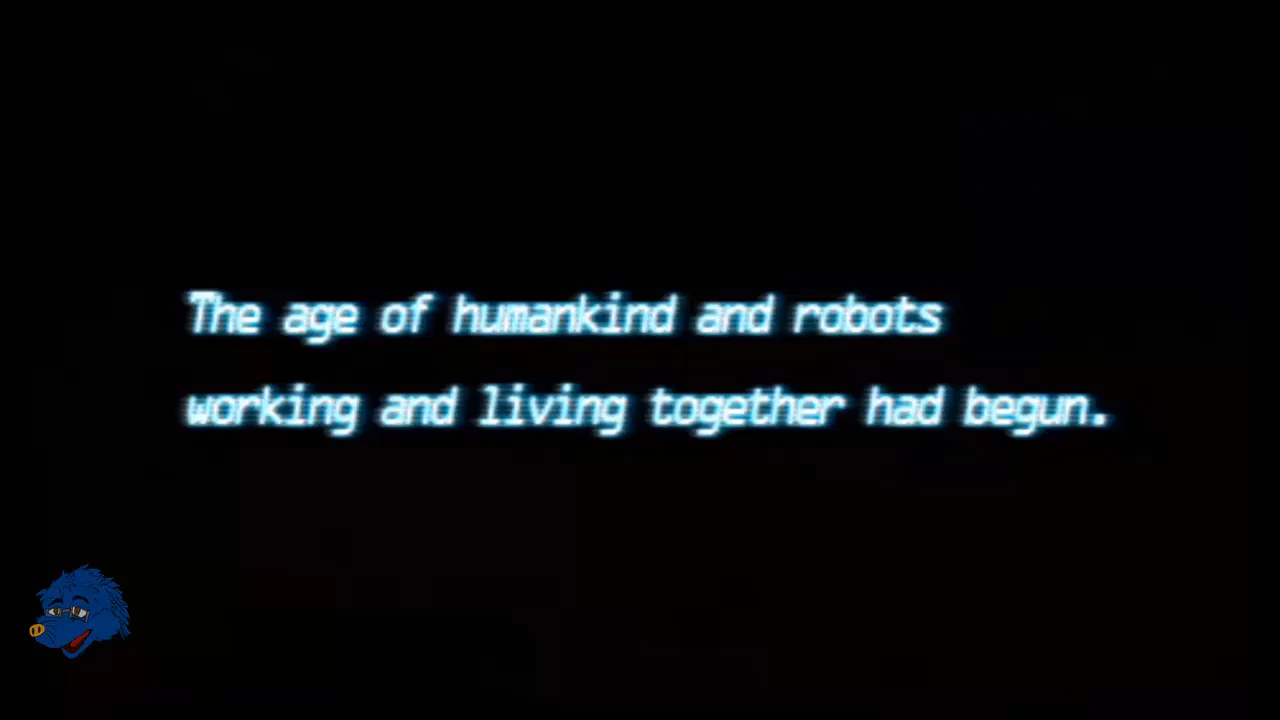 The age of humankind and robots
working and living together had begun.